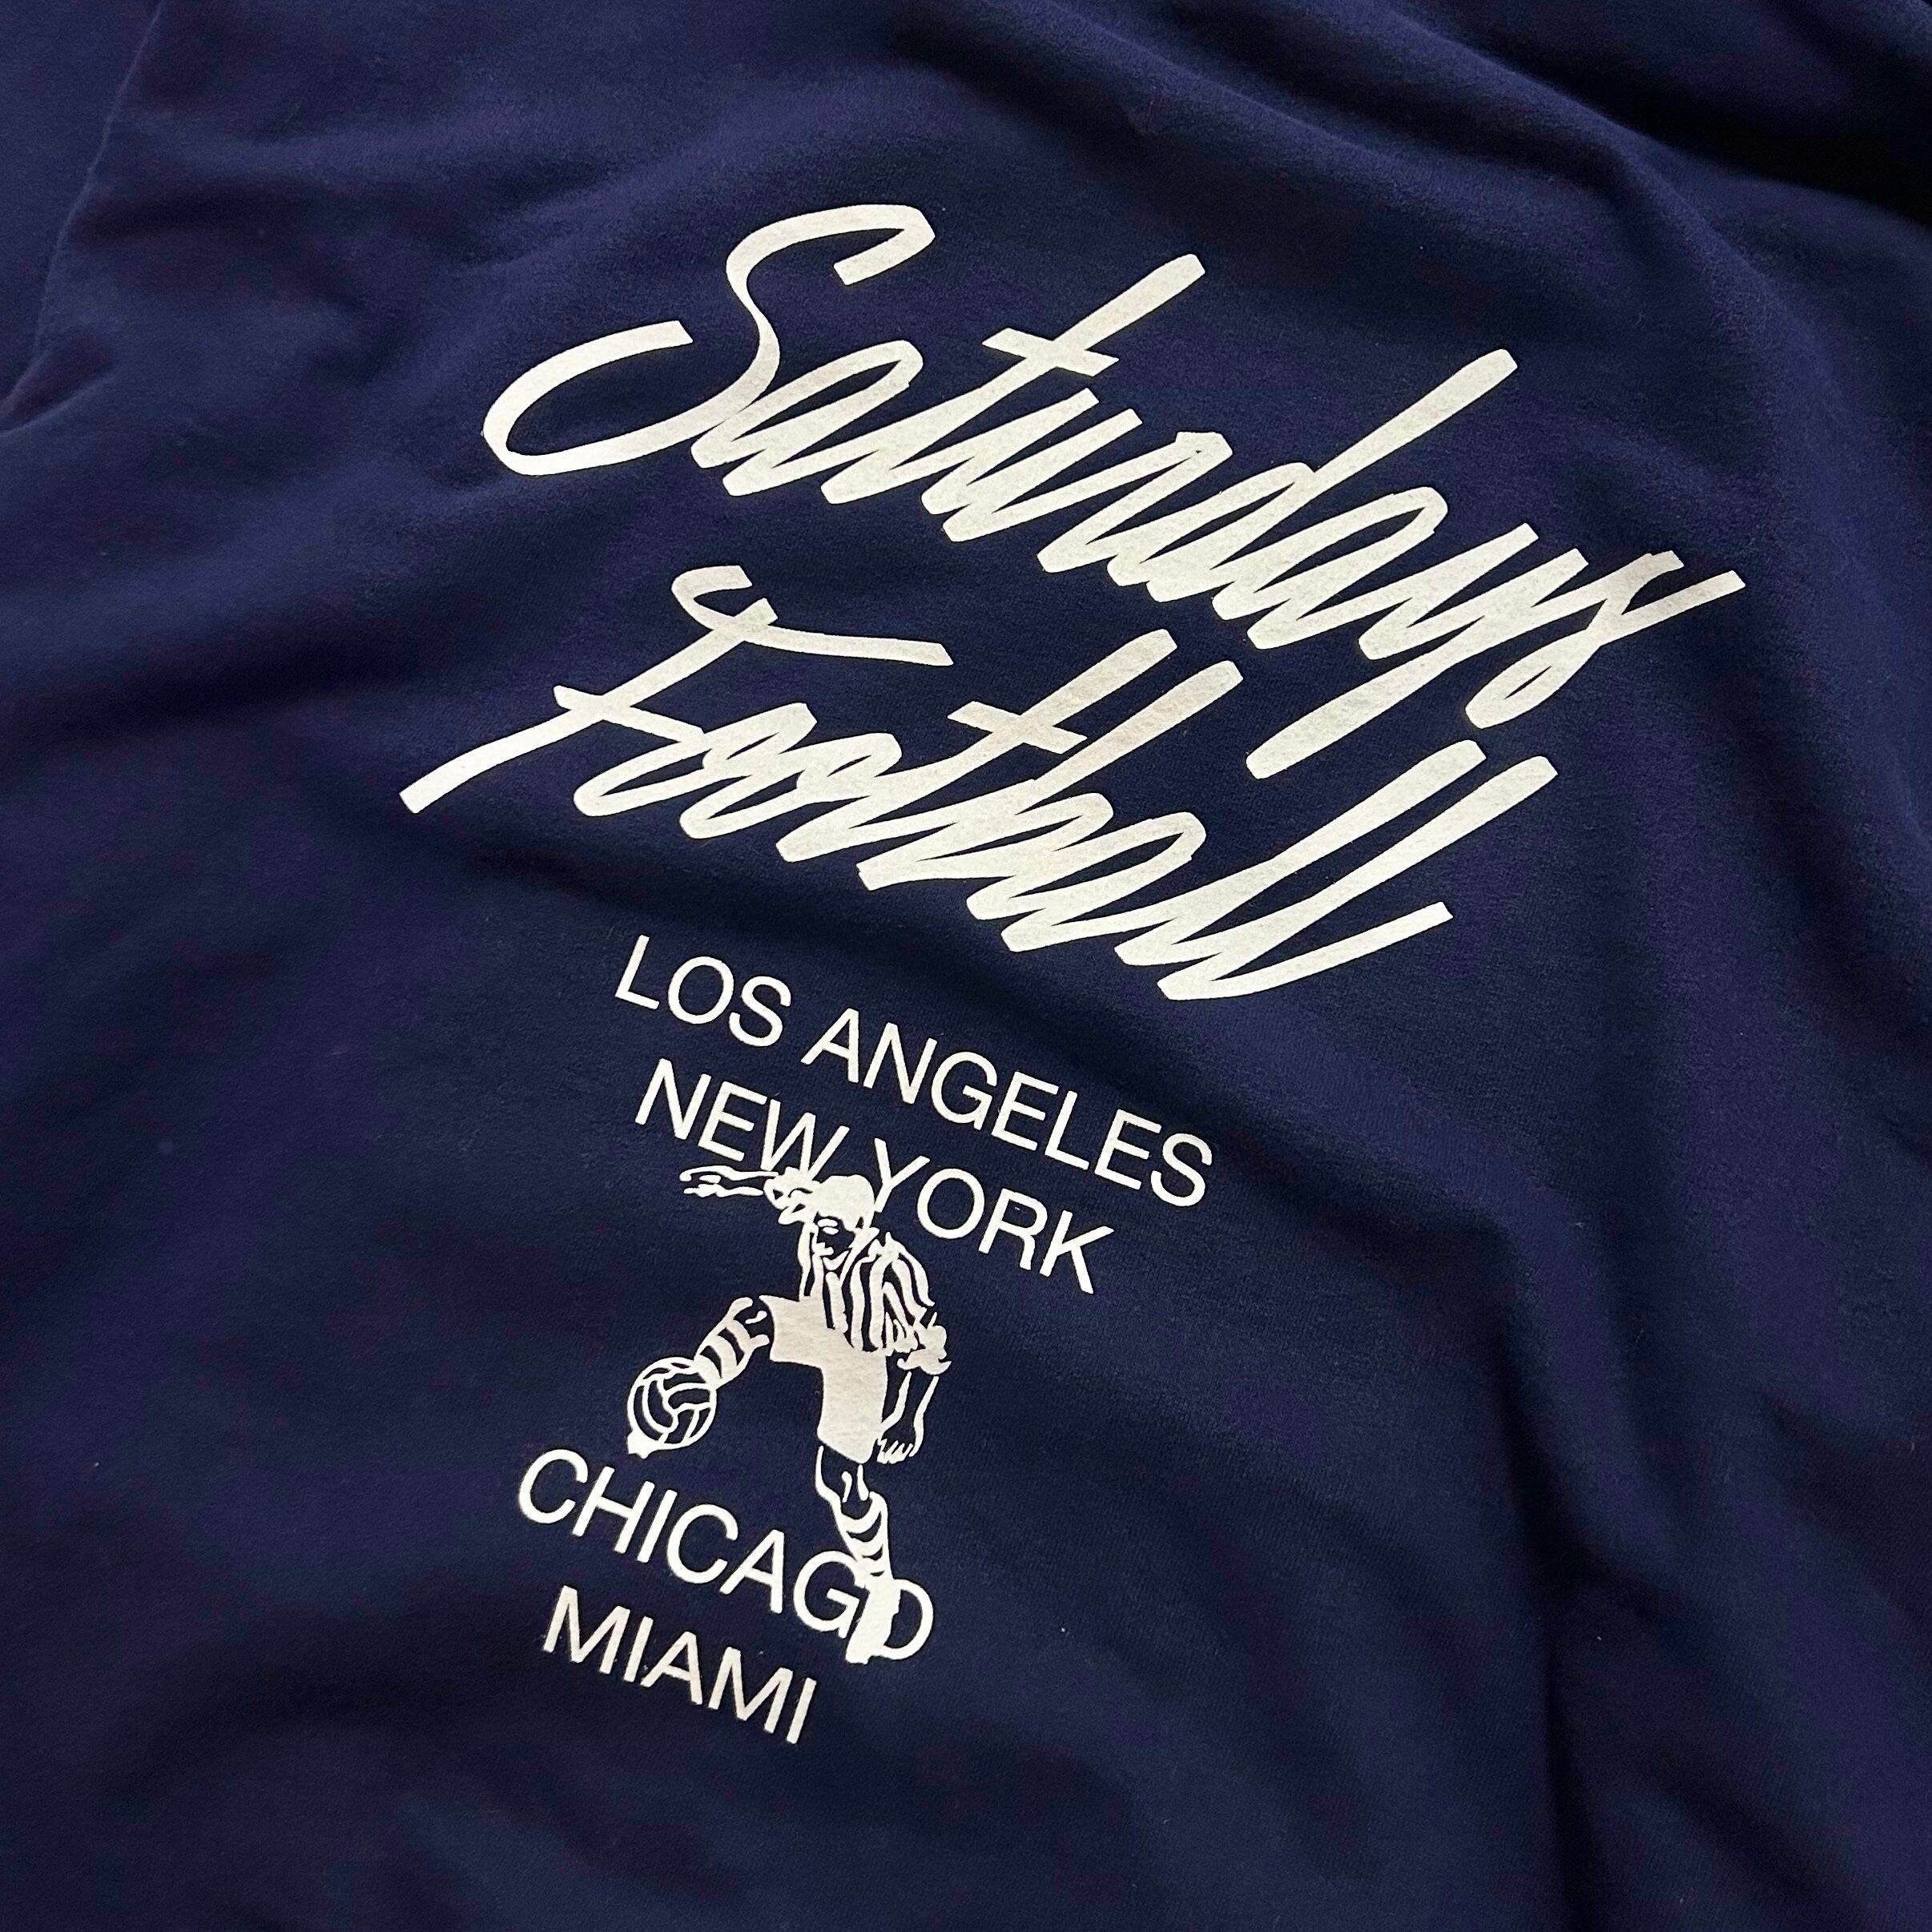 Saturdays
Football
LOS ANGELES
NEW YORK
CHICAGO
MIAMI